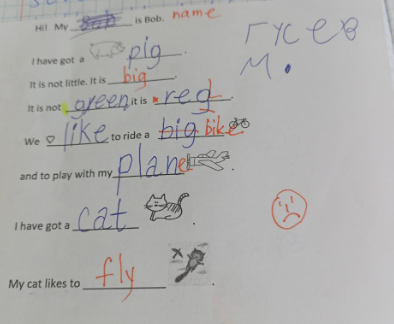 Hi! My name is Bob.
Гусев
М.
I have got a pig.
It is not little. It is big.
It is not green, it is red.
We like to ride a big bike.
and to play with my plane.
I have got a cat.
My cat likes to fly.